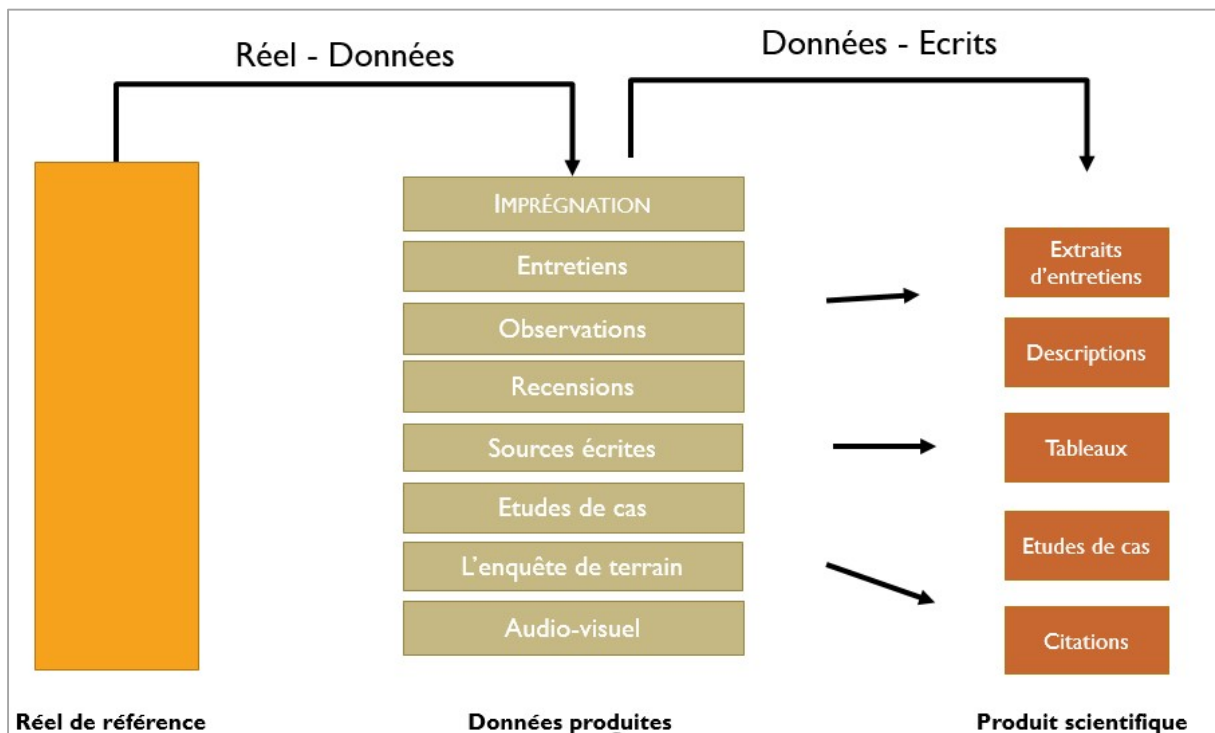 Réel - Données
Données - Ecrits
IMPRÉGNATION
Entretiens
Observations
Recensions
Sources écrites
Etudes de cas
L'enquête de terrain
Audio-visuel
Extraits
d'entretiens
Descriptions
Tableaux
Etudes de cas
Citations
Réel de référence
Données produites
Produit scientifique